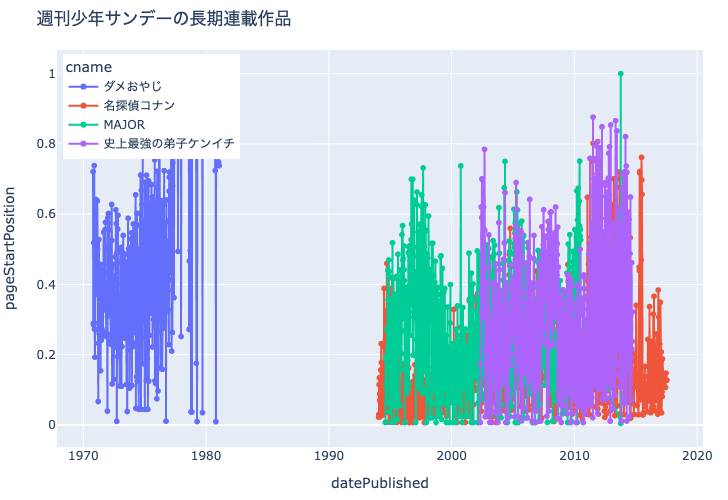 週刊少年サンデーの長期連載作品
cname
ダメおやじ
名探偵コナン
MAJOR
史上最強の弟子ケンイチ
1
0.8
0.6
0.4
0.2
0
pageStartPosition
1970
1980
1990
2000
2010
2020
datePublished